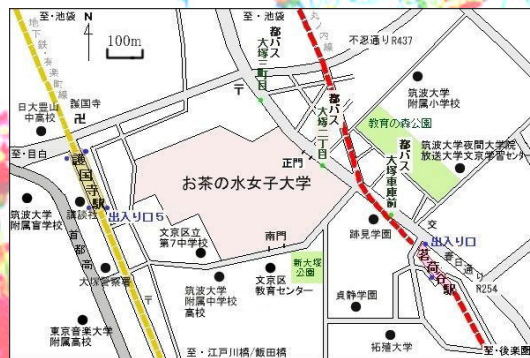 至・池袋
N
100m
地下鉄・有楽町線
至・池袋
丸ノ内線
不忍通りR437
都バス
大塚三町目
日大豊山
中高校
護国寺
卍
〒
筑波大学
附属小学校
教育の森公園
都バス
大塚二丁目
正門
至・目白
護国寺駅
都バス
大塚車庫前
筑波大学夜間大学院
放送大学文京学習センター
お茶の水女子大学
筑波大学
附属盲学校
講談社
出入り口5
文京区立
第7中学校
南門
新大塚
公園
跡見学園
交
出入り口
春日通り
R254
茗荷谷駅
首都高
大塚警察署
〒
筑波大学
附属中学校
高校
文京区
教育センター
貞静学園
東京音楽大学
附属高校
拓殖大学
至・江戸川橋/飯田橋
至・後楽園